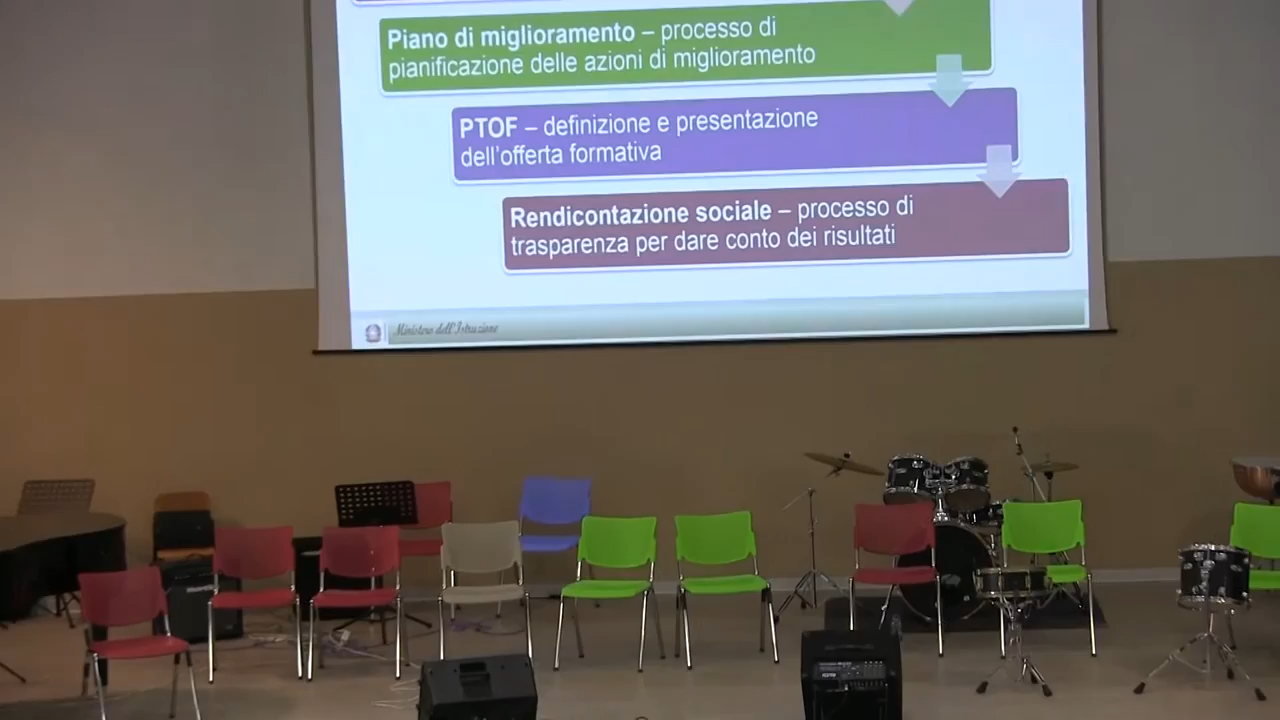 Piano di miglioramento – processo di
pianificazione delle azioni di miglioramento
PTOF – definizione e presentazione
dell'offerta formativa
Rendicontazione sociale – processo di
trasparenza per dare conto dei risultati
Ministero dell'Istruzione